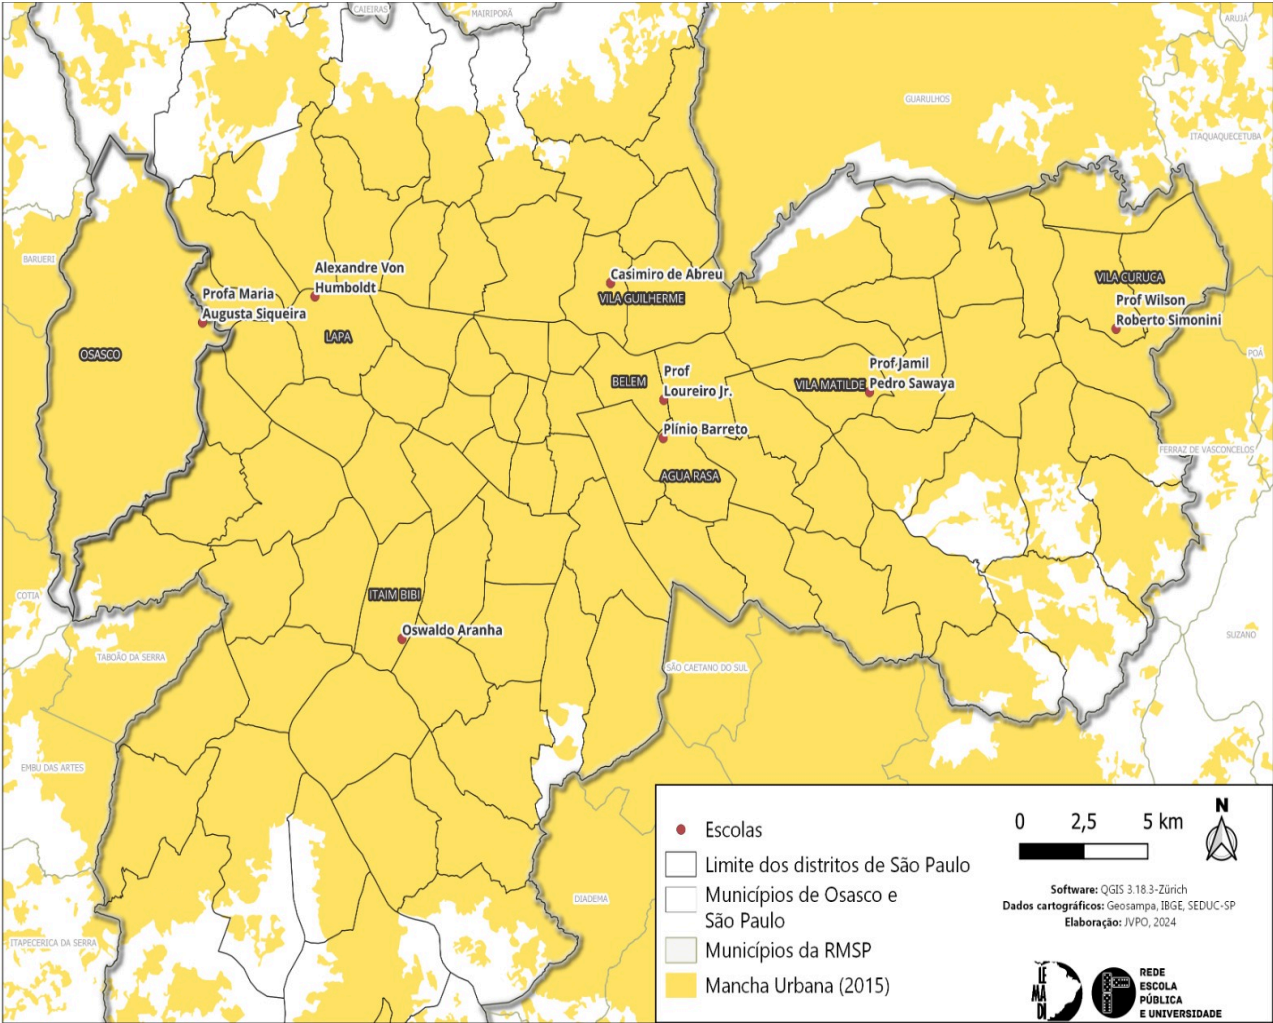 CAIEIRAS
MAIRIPORÃ
ARUJÁ
GUARULHOS
ITAQUAQUECETUBA
BARUERI
Alexandre Von
Humboldt
Casimiro de Abreu
VILA GUILHERME
VILA CURUCA
Prof Wilson
Roberto Simonini
Profa Maria
Augusta Siqueira
LAPA
OSASCO
POÁ
Prof
Loureiro Jr.
BELEM
Prof Jamil
Pedro Sawaya
VILA MATILDE
Plínio Barreto
AGUA RASA
FERRAZ DE VASCONCELOS
COTIA
ITAIM BIBI
Oswaldo Aranha
SUZANO
TABOÃO DA SERRA
SÃO CAETANO DO SUL
EMBU DAS ARTES
DIADEMA
ITAPECERICA DA SERRA
Escolas
Limite dos distritos de São Paulo
Municípios de Osasco e
São Paulo
Municípios da RMSP
Mancha Urbana (2015)
0 2,5 5 km
N
Software: QGIS 3.18.3-Zürich
Dados cartográficos: Geosampa, IBGE, SEDUC-SP
Elaboração: JVPO, 2024
LE
MA
DI
REDE
ESCOLA
PÚBLICA
E UNIVERSIDADE